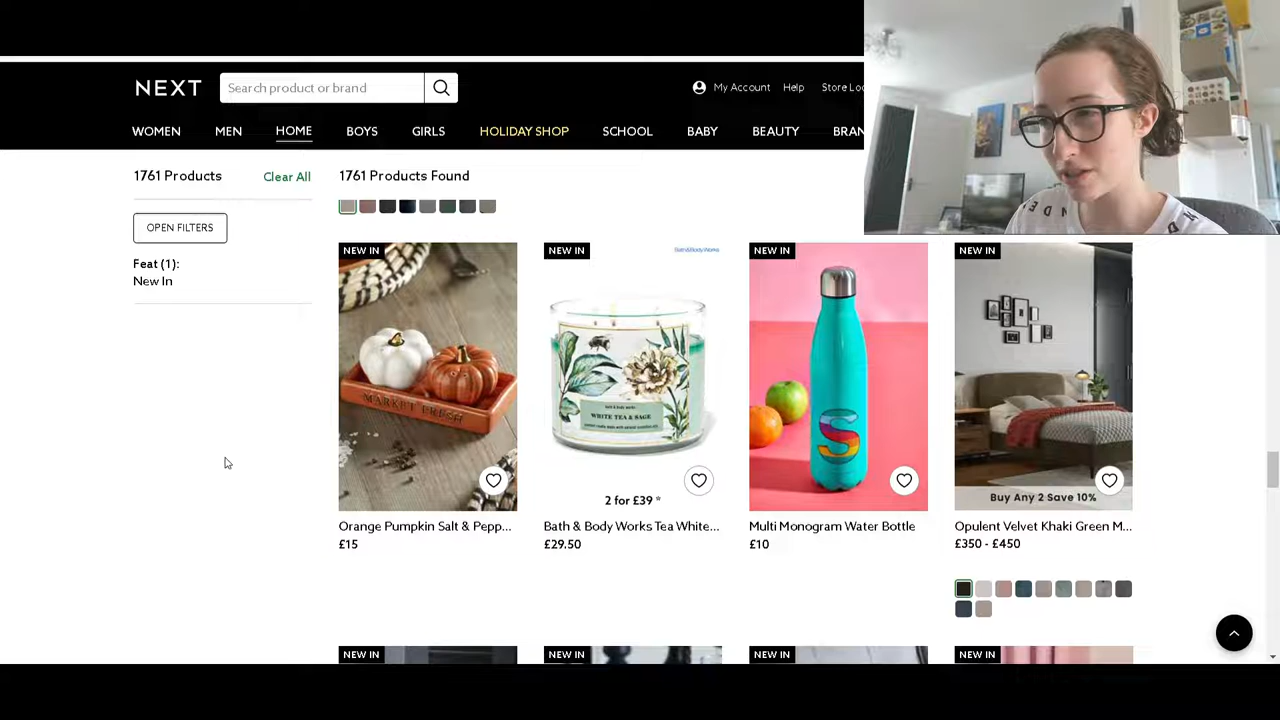 NEXT
Search product or brand
My Account
Help
Store Loc
WOMEN
MEN
HOME
BOYS
GIRLS
HOLIDAY SHOP
SCHOOL
BABY
BEAUTY
BRAN
1761 Products
Clear All
1761 Products Found
OPEN FILTERS
Feat (1):
New In
NEW IN
NEW IN
Bath&BodyWorks
NEW IN
NEW IN
MARKET FRESH
WHITE TEA & SAGE
S
2 for £39 *
Buy Any 2 Save 10%
Orange Pumpkin Salt & Pepp...
£15
Bath & Body Works Tea White...
£29.50
Multi Monogram Water Bottle
£10
Opulent Velvet Khaki Green M...
£350 - £450
NEW IN
NEW IN
NEW IN
NEW IN